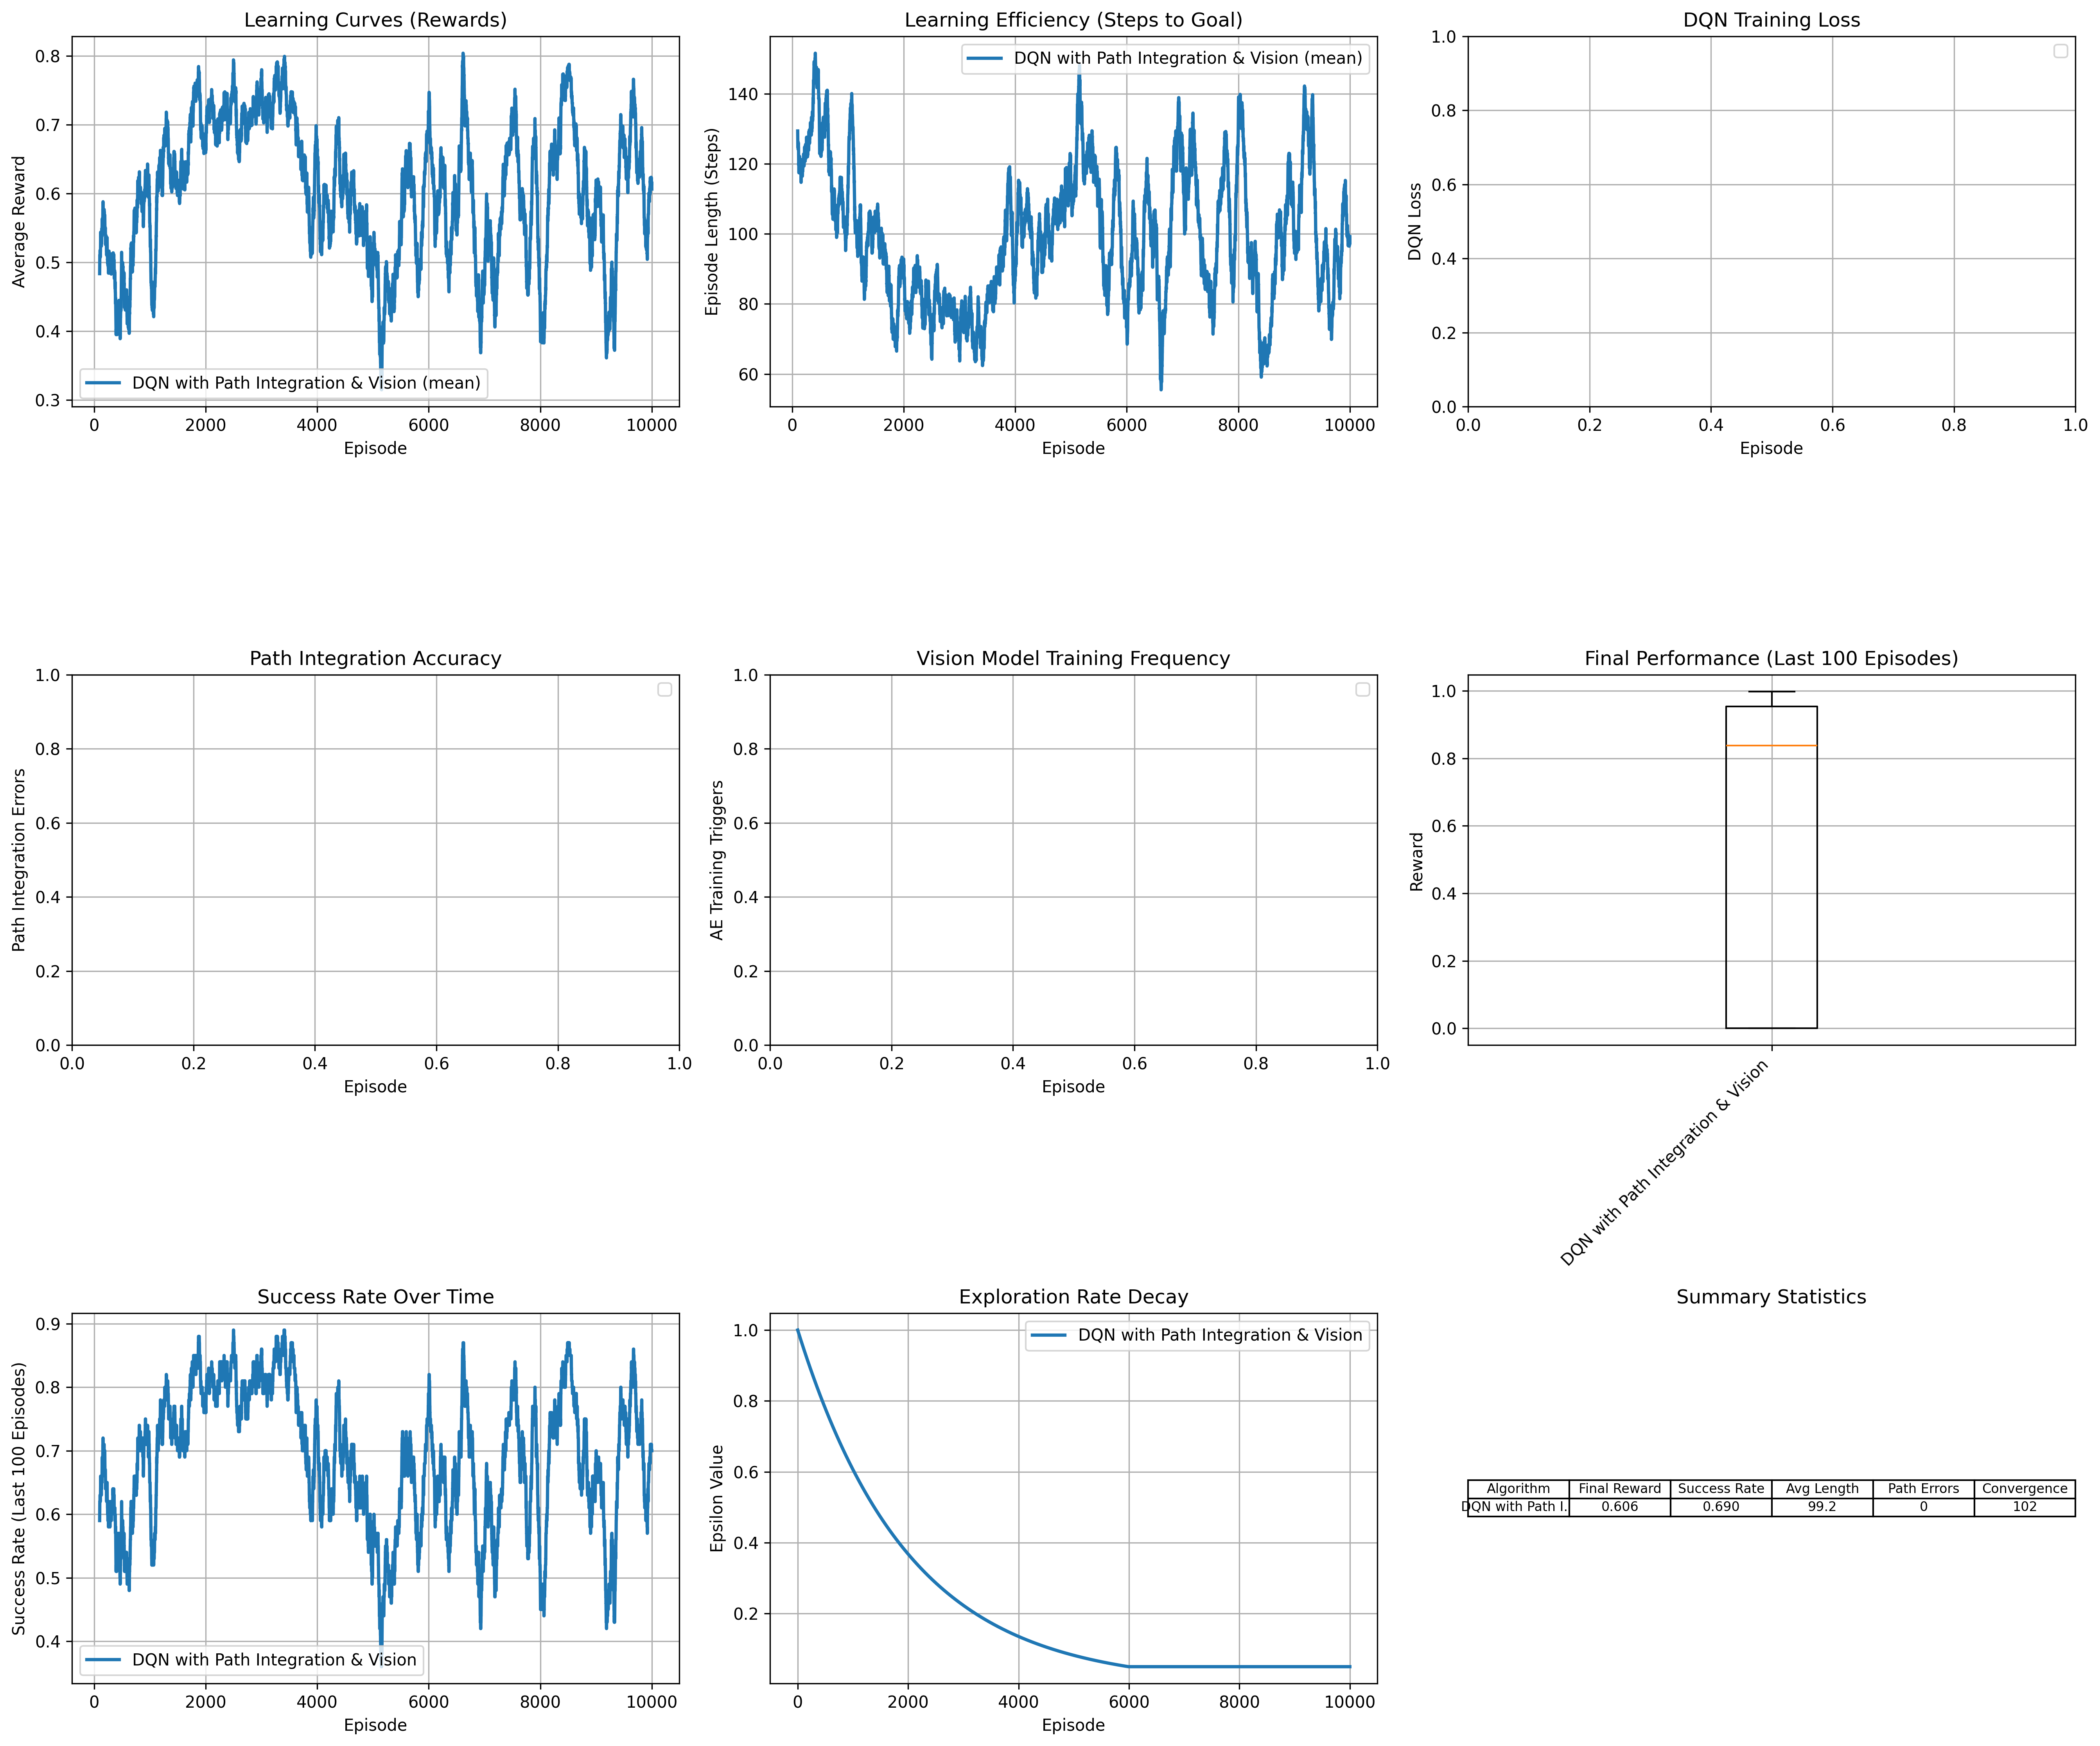 Learning Curves (Rewards)
Average Reward
0.8
0.7
0.6
0.5
0.4
0.3
DQN with Path Integration & Vision (mean)
0 2000 4000 6000 8000 10000
Episode
Learning Efficiency (Steps to Goal)
Episode Length (Steps)
140
120
100
80
60
DQN with Path Integration & Vision (mean)
0 2000 4000 6000 8000 10000
Episode
DQN Training Loss
DQN Loss
1.0
0.8
0.6
0.4
0.2
0.0
0.0 0.2 0.4 0.6 0.8 1.0
Episode
Path Integration Accuracy
Path Integration Errors
1.0
0.8
0.6
0.4
0.2
0.0
0.0 0.2 0.4 0.6 0.8 1.0
Episode
Vision Model Training Frequency
AE Training Triggers
1.0
0.8
0.6
0.4
0.2
0.0
0.0 0.2 0.4 0.6 0.8 1.0
Episode
Final Performance (Last 100 Episodes)
Reward
1.0
0.8
0.6
0.4
0.2
0.0
DQN with Path Integration & Vision
Success Rate Over Time
Success Rate (Last 100 Episodes)
0.9
0.8
0.7
0.6
0.5
0.4
DQN with Path Integration & Vision
0 2000 4000 6000 8000 10000
Episode
Exploration Rate Decay
Epsilon Value
1.0
0.8
0.6
0.4
0.2
DQN with Path Integration & Vision
0 2000 4000 6000 8000 10000
Episode
Summary Statistics
Algorithm Final Reward Success Rate Avg Length Path Errors Convergence
DQN with Path I. 0.606 0.690 99.2 0 102